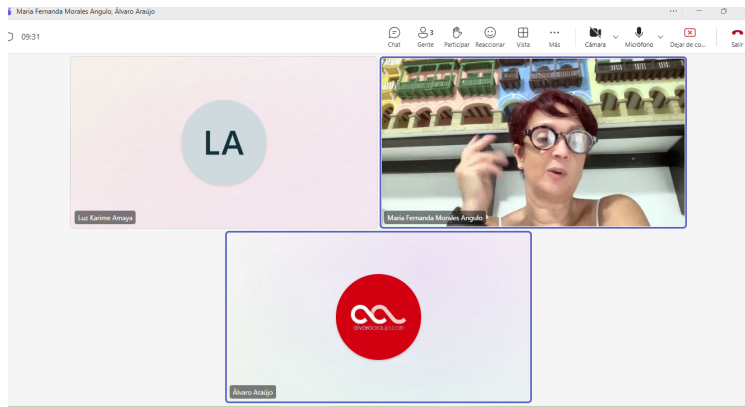 Maria Fernanda Morales Angulo, Álvaro Araújo
09:31
Chat
Gente
3
Participar
Reaccionar
Vista
Más
Cámara
Micrófono
Dejar de co...
Salir
LA
Luz Karime Amaya
Maria Fernanda Morales Angulo
alvaroaraujo.com
Álvaro Araújo